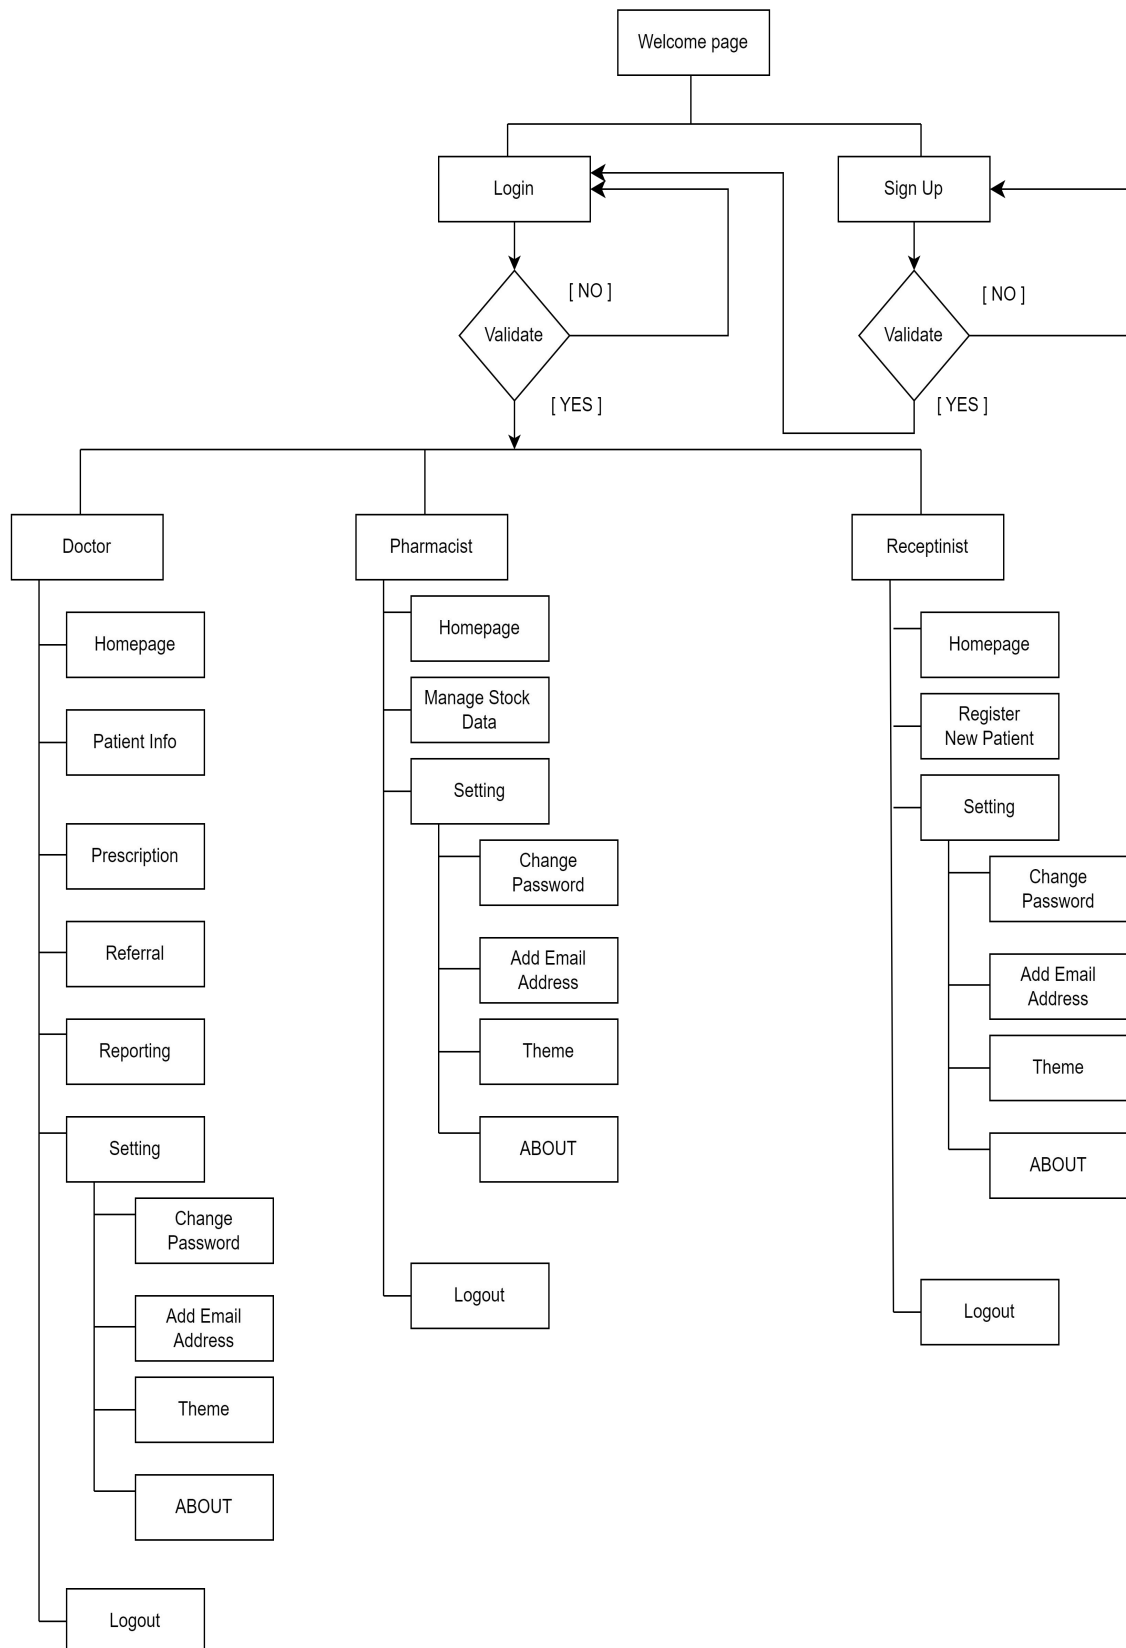 Welcome page
Login
Sign Up
[ NO ]
[ NO ]
Validate
Validate
[ YES ]
[ YES ]
Doctor
Pharmacist
Receptinist
Homepage
Patient Info
Prescription
Referral
Reporting
Setting
Change
Password
Add Email
Address
Theme
ABOUT
Logout
Homepage
Manage Stock
Data
Setting
Change
Password
Add Email
Address
Theme
ABOUT
Logout
Homepage
Register
New Patient
Setting
Change
Password
Add Email
Address
Theme
ABOUT
Logout